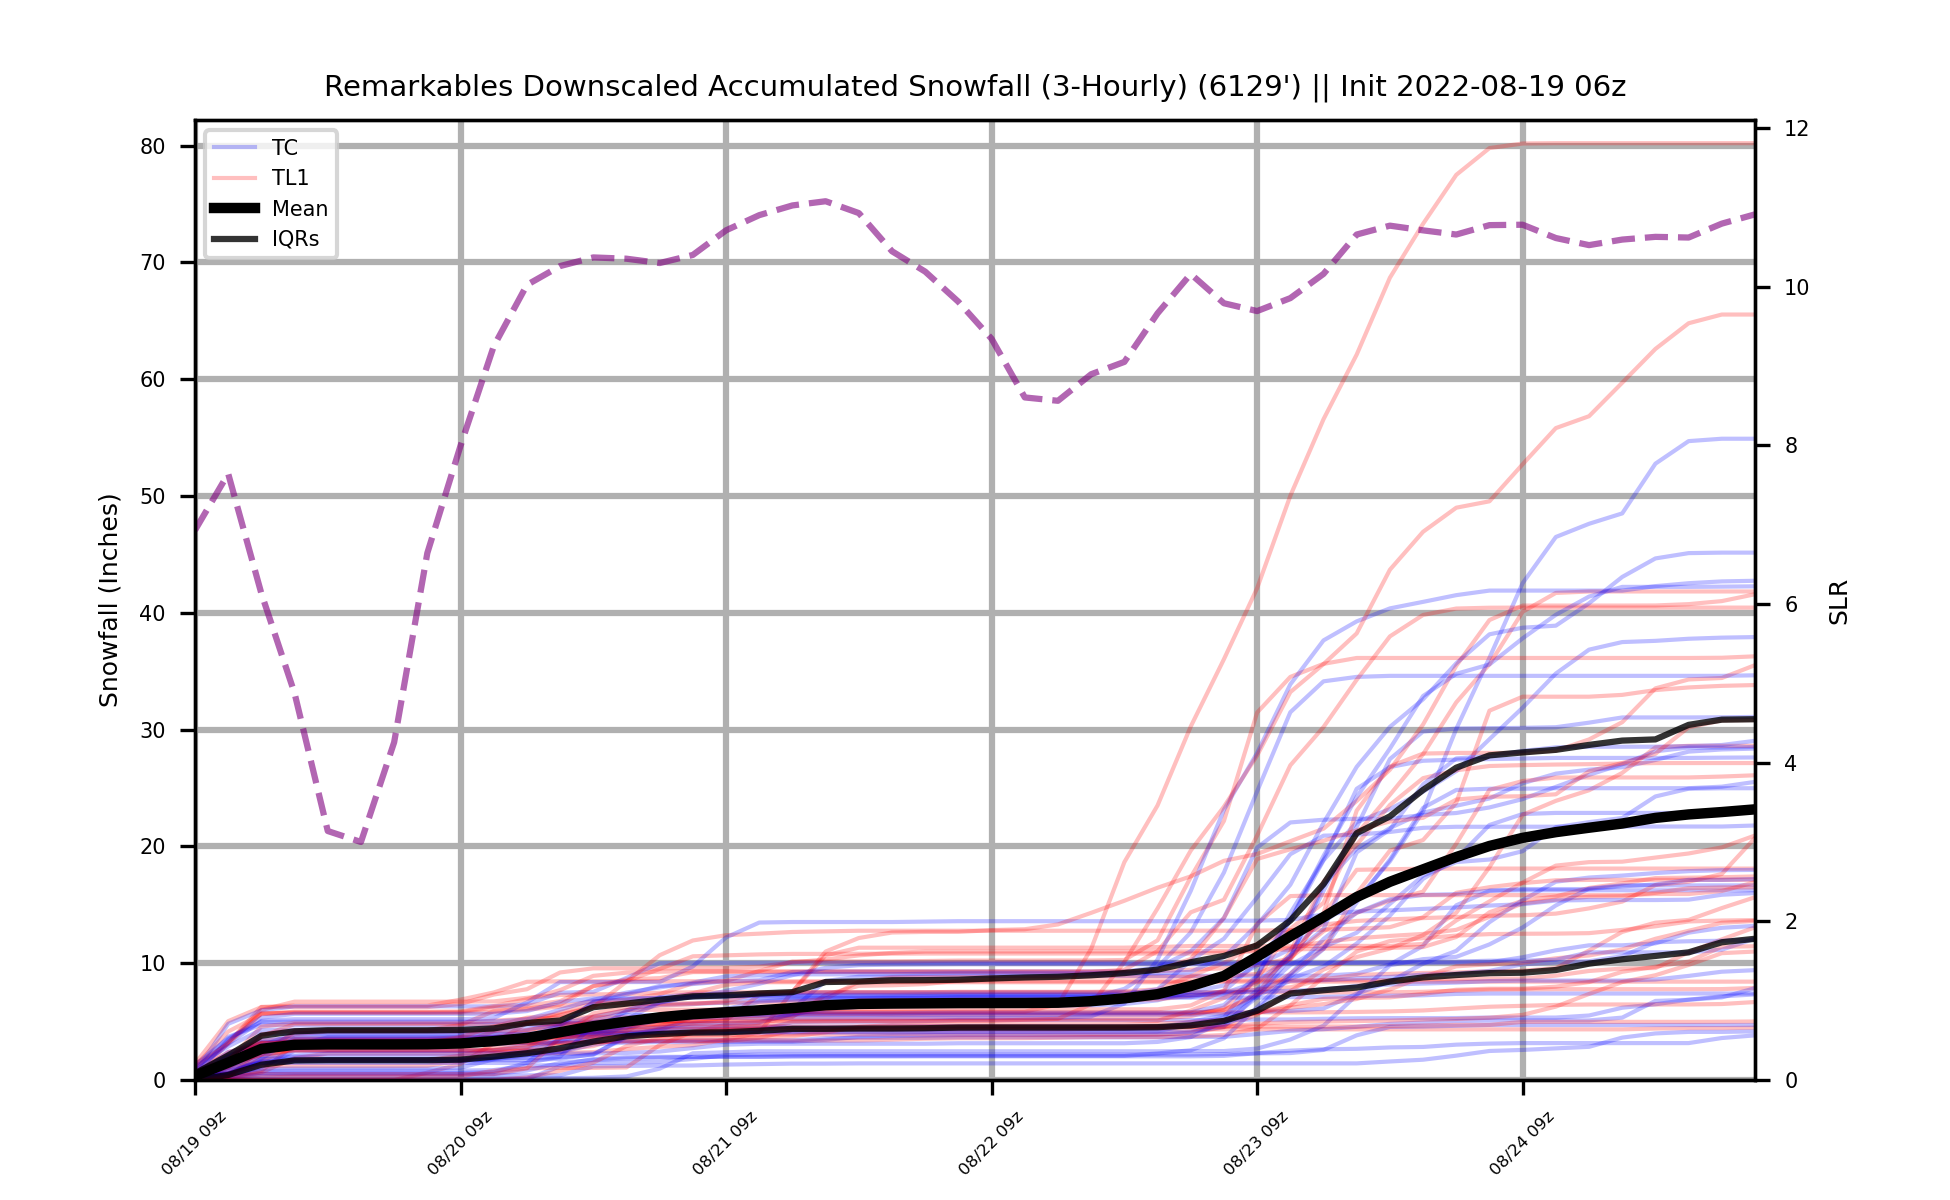 Remarkables Downscaled Accumulated Snowfall (3-Hourly) (6129') || Init 2022-08-19 06z
TC
TL1
Mean
IQRs
Snowfall (Inches)
80
70
60
50
40
30
20
10
0
12
10
8
6
4
2
0
SLR
08/19 09z
08/20 09z
08/21 09z
08/22 09z
08/23 09z
08/24 09z